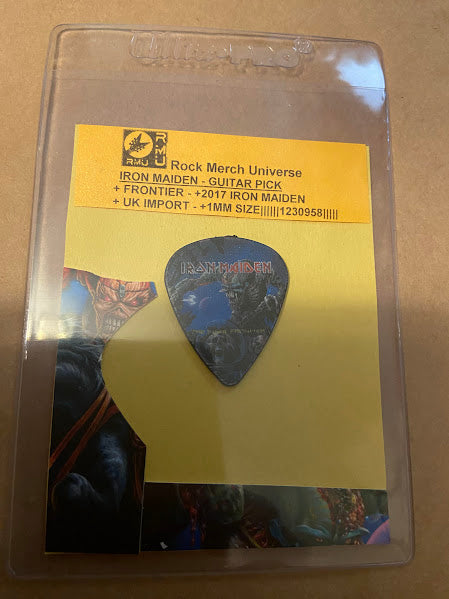 RMU
RMU
Rock Merch Universe
IRON MAIDEN - GUITAR PICK
+ FRONTIER - +2017 IRON MAIDEN
+ UK IMPORT - +1MM SIZE||||||1230958|||||
IRON MAIDEN